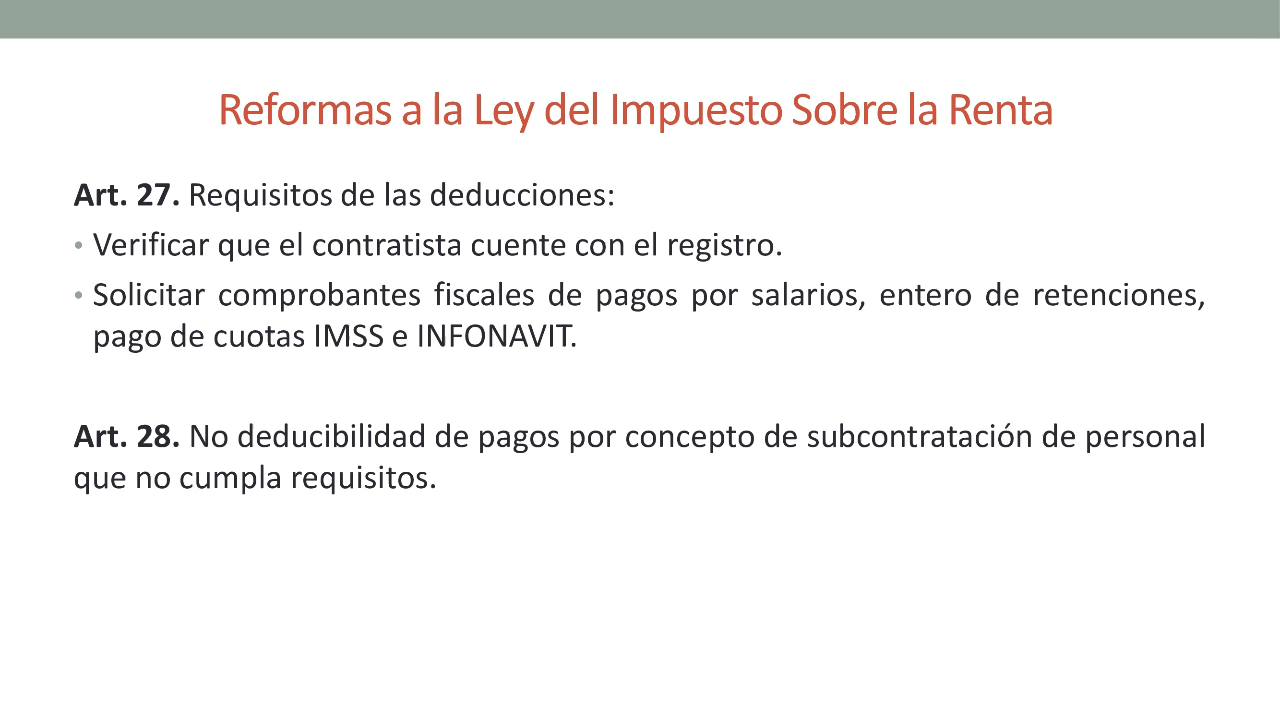 Reformas a la Ley del Impuesto Sobre la Renta
Art. 27. Requisitos de las deducciones:
• Verificar que el contratista cuente con el registro.
• Solicitar comprobantes fiscales de pagos por salarios, entero de retenciones,
pago de cuotas IMSS e INFONAVIT.
Art. 28. No deducibilidad de pagos por concepto de subcontratación de personal
que no cumpla requisitos.